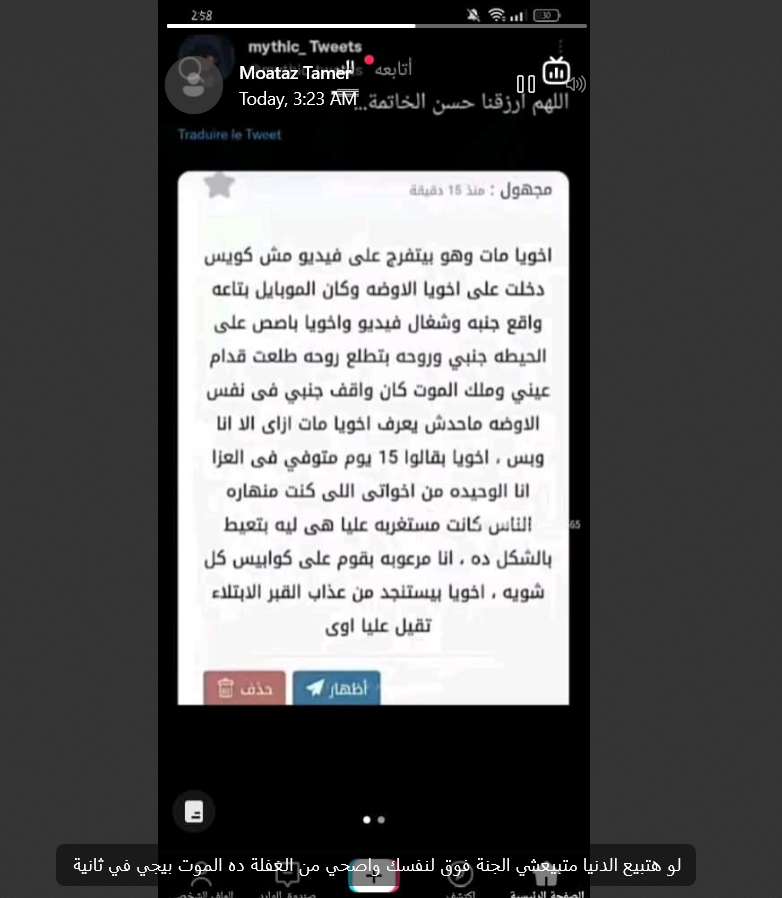 2:58
30
mythic_ Tweets
Moataz Tamer
أتابعه
Today, 3:23 AM
اللهم ارزقنا حسن الخاتمة...
Traduire le Tweet
مجهول : منذ 15 دقيقة
اخويا مات وهو بيتفرج على فيديو مش كويس
دخلت على اخويا الاوضه وكان الموبايل بتاعه
واقع جنبه وشغال فيديو واخويا باصص على
الحيطه جنبي وروحه بتطلع روحه طلعت قدام
عيني وملك الموت كان واقف جنبي فى نفس
الاوضه ماحدش يعرف اخويا مات ازاى الا انا
وبس ، اخويا بقالوا 15 يوم متوفي فى العزا
انا الوحيده من اخواتى اللى كنت منهاره
الناس كانت مستغربه عليا هى ليه بتعيط
بالشكل ده ، انا مرعوبه بقوم على كوابيس كل
شويه ، اخويا بيستنجد من عذاب القبر الابتلاء
تقيل عليا اوى
أظهار
حذف
لو هتبيع الدنيا متبيعشي الجنة فوق لنفسك واصحي من الغفلة ده الموت بيجي في ثانية
الصفحة الرئيسية